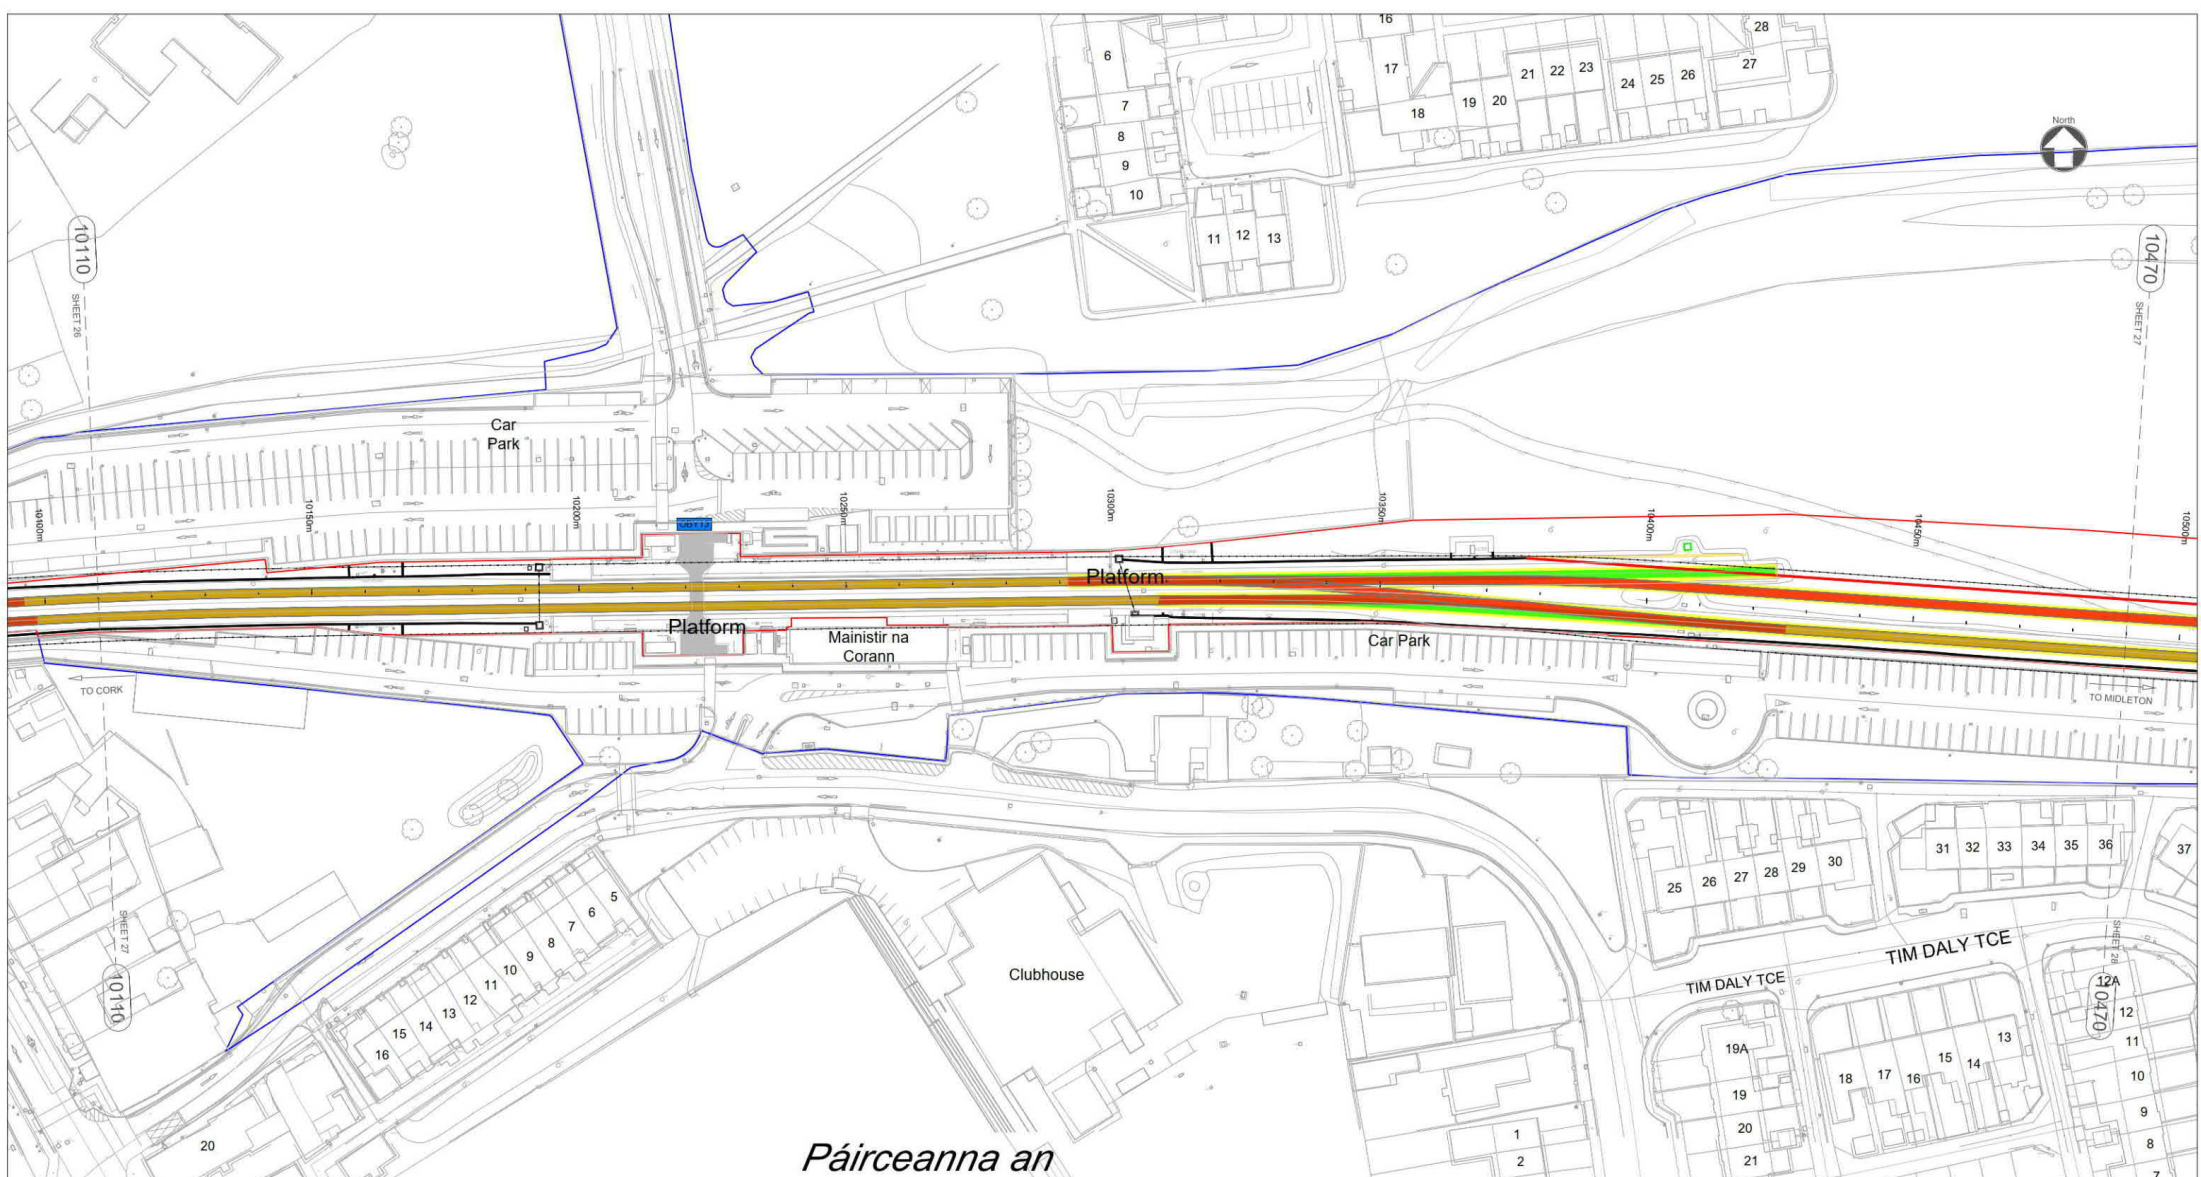 16
28
6
17
21
22
23
24
25
26
27
7
18
19
20
8
9
10
North
11
12
13
10110
10470
SHEET 26
SHEET 27
Car
Park
10100m
10150m
10200m
10250m
10300m
10350m
10400m
10450m
10500m
OBY13
Platform
Platform
Mainistir na
Corann
Car Park
TO CORK
TO MIDLETON
25
26
27
28
29
30
31
32
33
34
35
36
37
5
6
7
8
9
10
11
12
13
14
15
16
SHEET 27
10110
SHEET 28
10470
Clubhouse
TIM DALY TCE
TIM DALY TCE
12A
12
11
10
9
8
7
19A
19
20
21
18
17
16
15
14
13
1
2
20
Páirceanna an